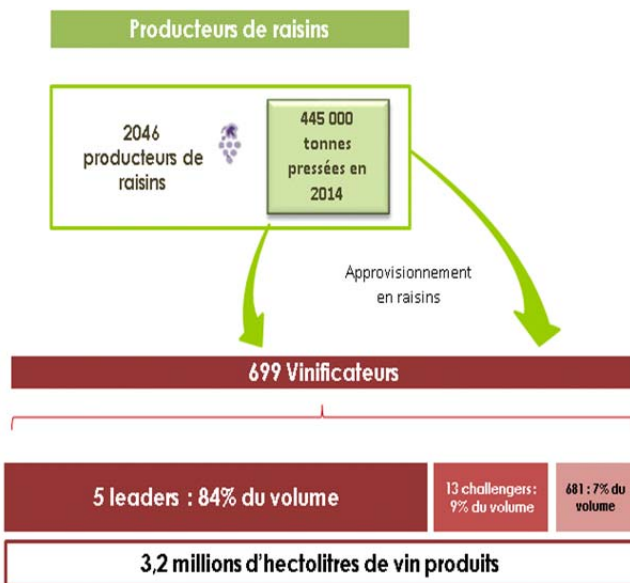 Producteurs de raisins
2046
producteurs de
raisins
445 000
tonnes
pressées en
2014
Approvisionnement
en raisins
699 Vinificateurs
5 leaders : 84% du volume
13 challengers:
9% du volume
681 : 7% du
volume
3,2 millions d'hectolitres de vin produits